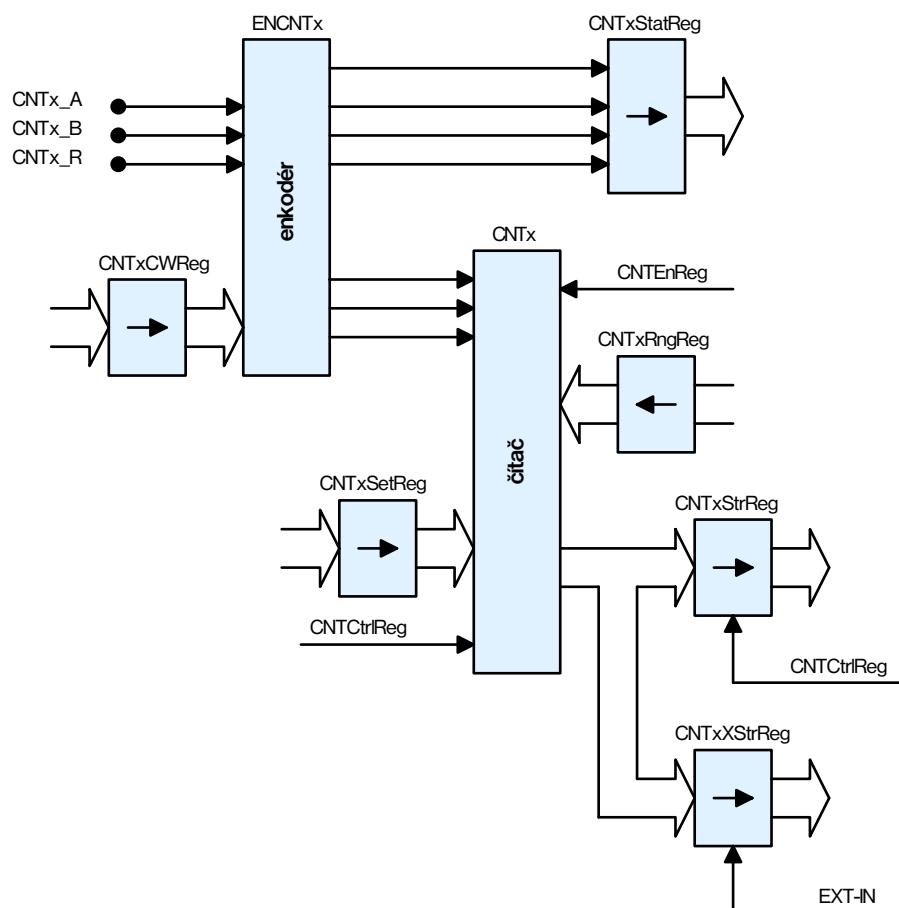 ENCNTx
CNTxStatReg
CNTx_A
CNTx_B
CNTx_R
enkodér
CNTx
CNTxCWReg
CNTEnReg
CNTxRngReg
čítač
CNTxSetReg
CNTxStrReg
CNTCtrlReg
CNTCtrlReg
CNTxXStrReg
EXT-IN